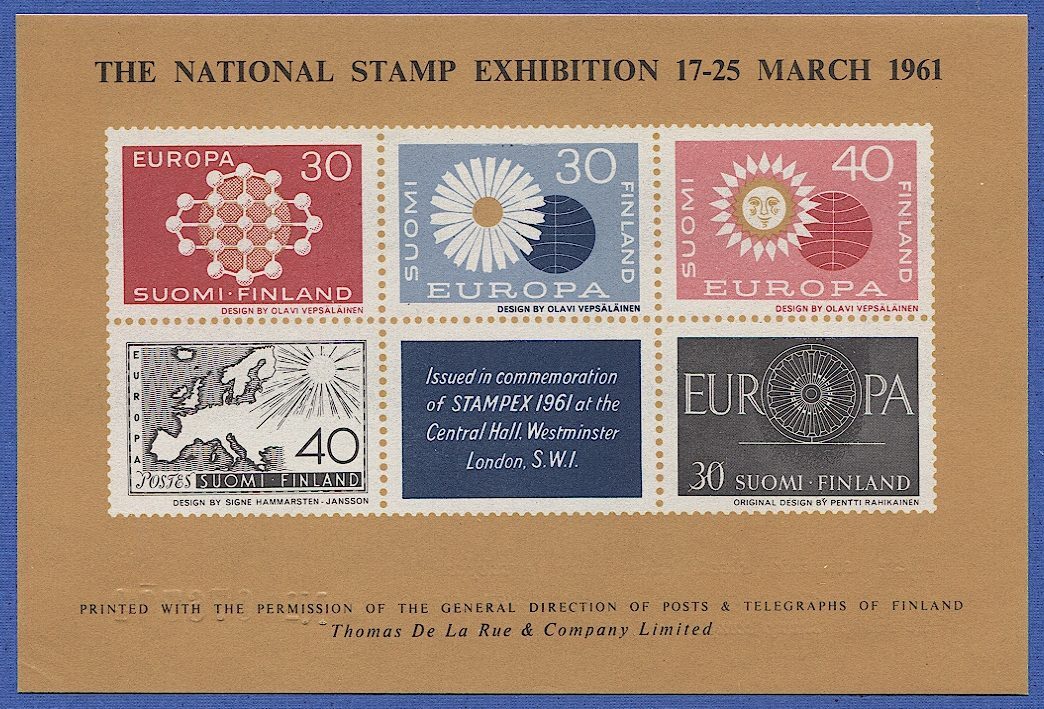 THE NATIONAL STAMP EXHIBITION 17-25 MARCH 1961
EUROPA 30
SUOMI·FINLAND
DESIGN BY OLAVI VEPSÄLÄINEN
30
SUOMI
FINLAND
EUROPA
DESIGN BY OLAVI VEPSÄLÄINEN
40
SUOMI
FINLAND
EUROPA
DESIGN BY OLAVI VEPSÄLÄINEN
EUROPA
40
POSTES SUOMI·FINLAND
DESIGN BY SIGNE HAMMARSTEN-JANSSON
Issued in commemoration
of STAMPEX 1961 at the
Central Hall, Westminster
London, S.W.1.
EUROPA
30 SUOMI·FINLAND
ORIGINAL DESIGN BY PENTTI RAHIKAINEN
PRINTED WITH THE PERMISSION OF THE GENERAL DIRECTION OF POSTS & TELEGRAPHS OF FINLAND
Thomas De La Rue & Company Limited